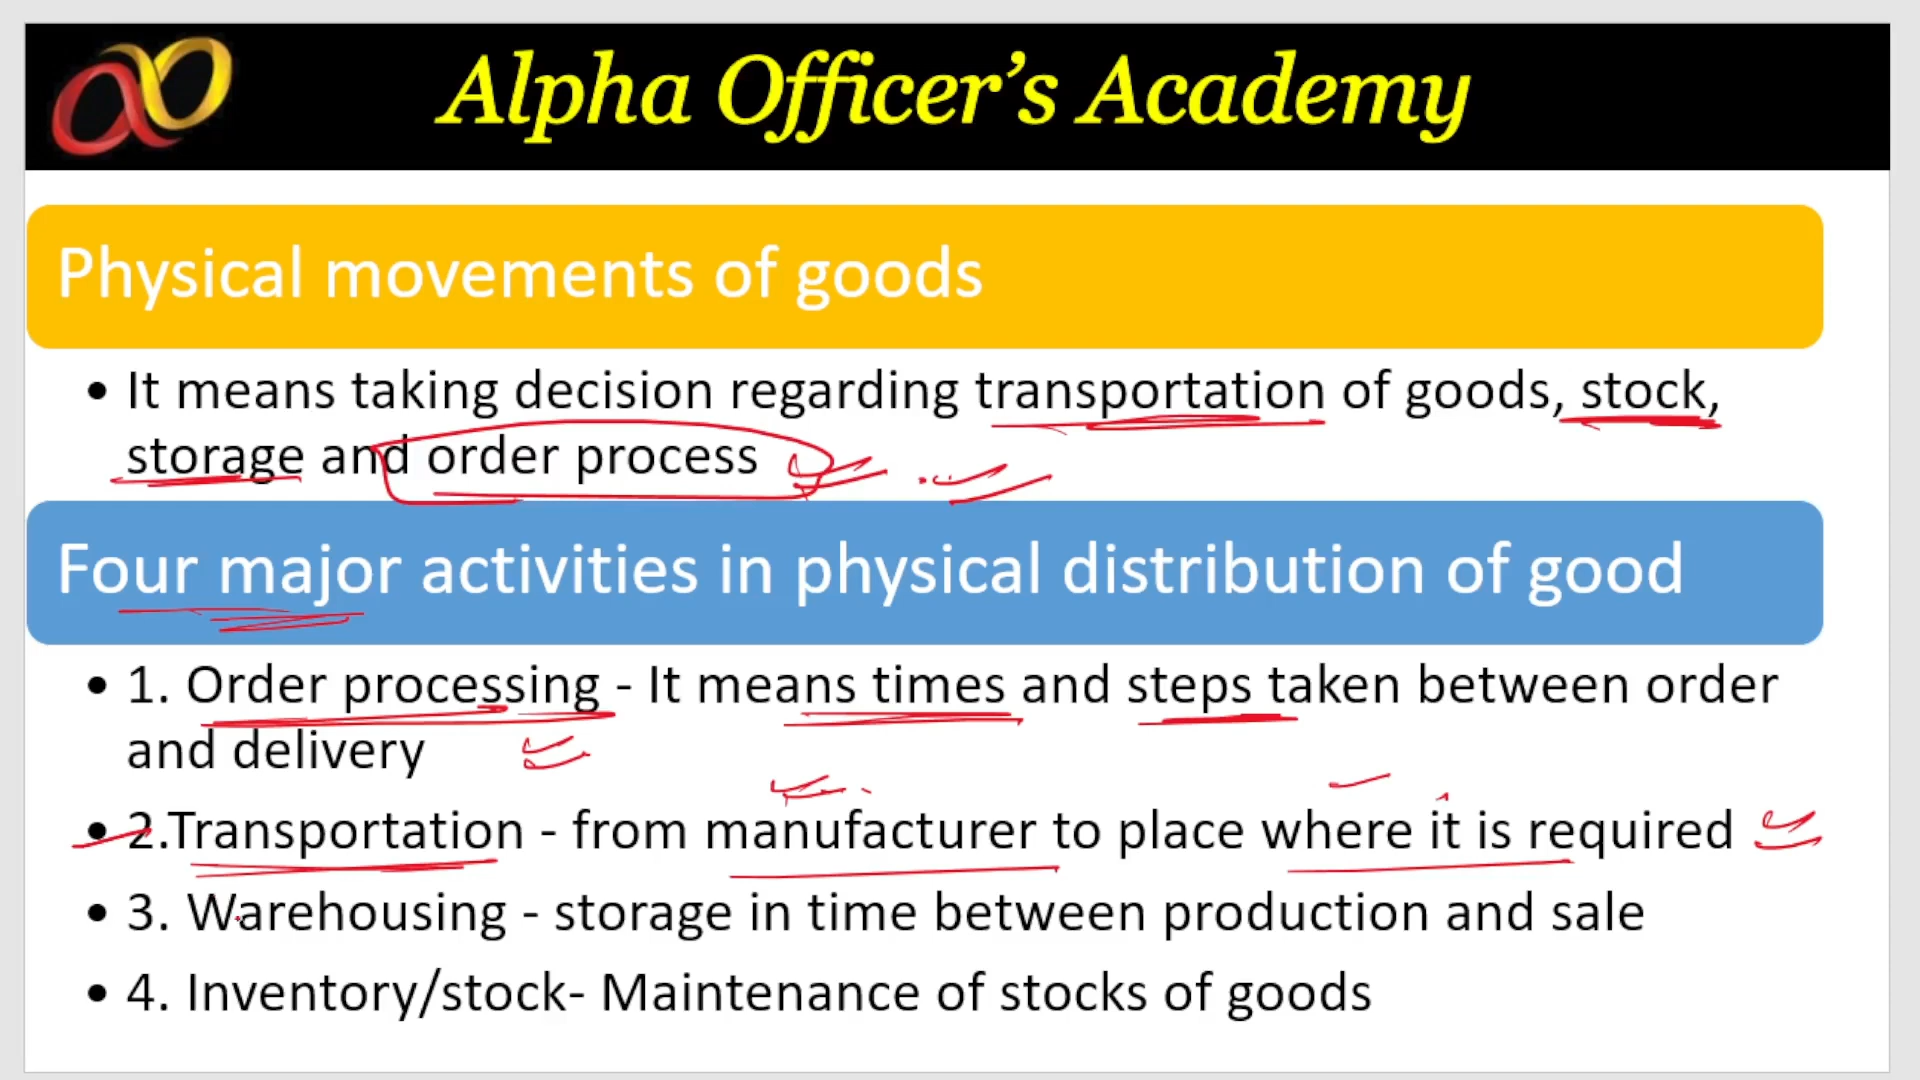 Alpha Officer's Academy
Physical movements of goods
• It means taking decision regarding transportation of goods, stock,
storage and order process
Four major activities in physical distribution of good
• 1. Order processing - It means times and steps taken between order
and delivery
• 2.Transportation - from manufacturer to place where it is required
• 3. Warehousing - storage in time between production and sale
• 4. Inventory/stock- Maintenance of stocks of goods